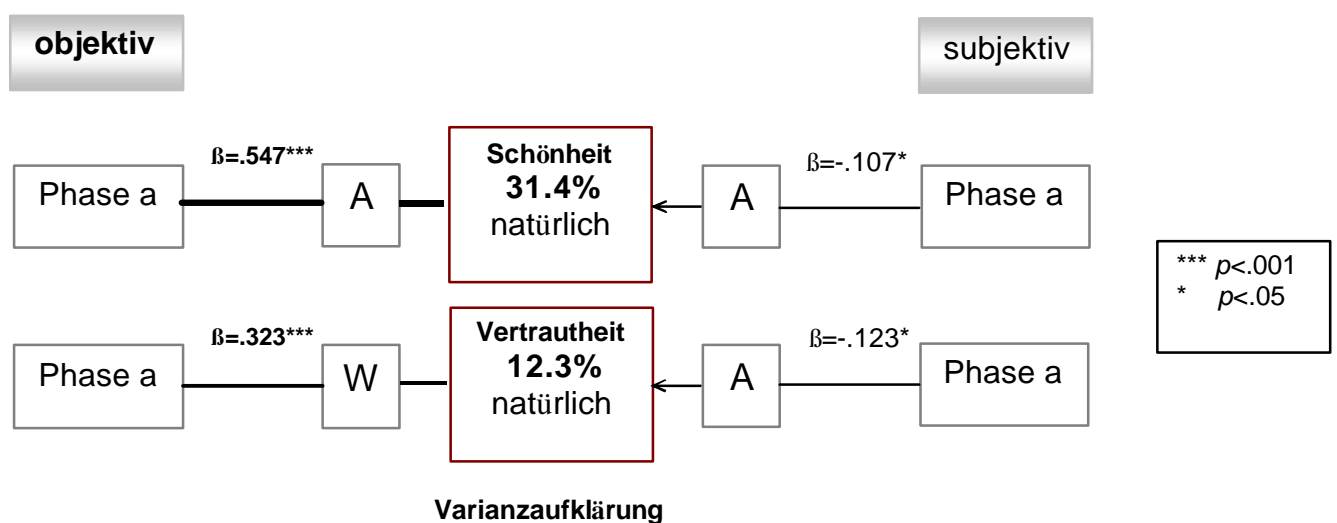 objektiv
subjektiv
ß=.547***
Phase a
A
Schönheit
31.4%
natürlich
A
ß=-.107*
Phase a
*** p<.001
* p<.05
ß=.323***
Phase a
W
Vertrautheit
12.3%
natürlich
A
ß=-.123*
Phase a
Varianzaufklärung